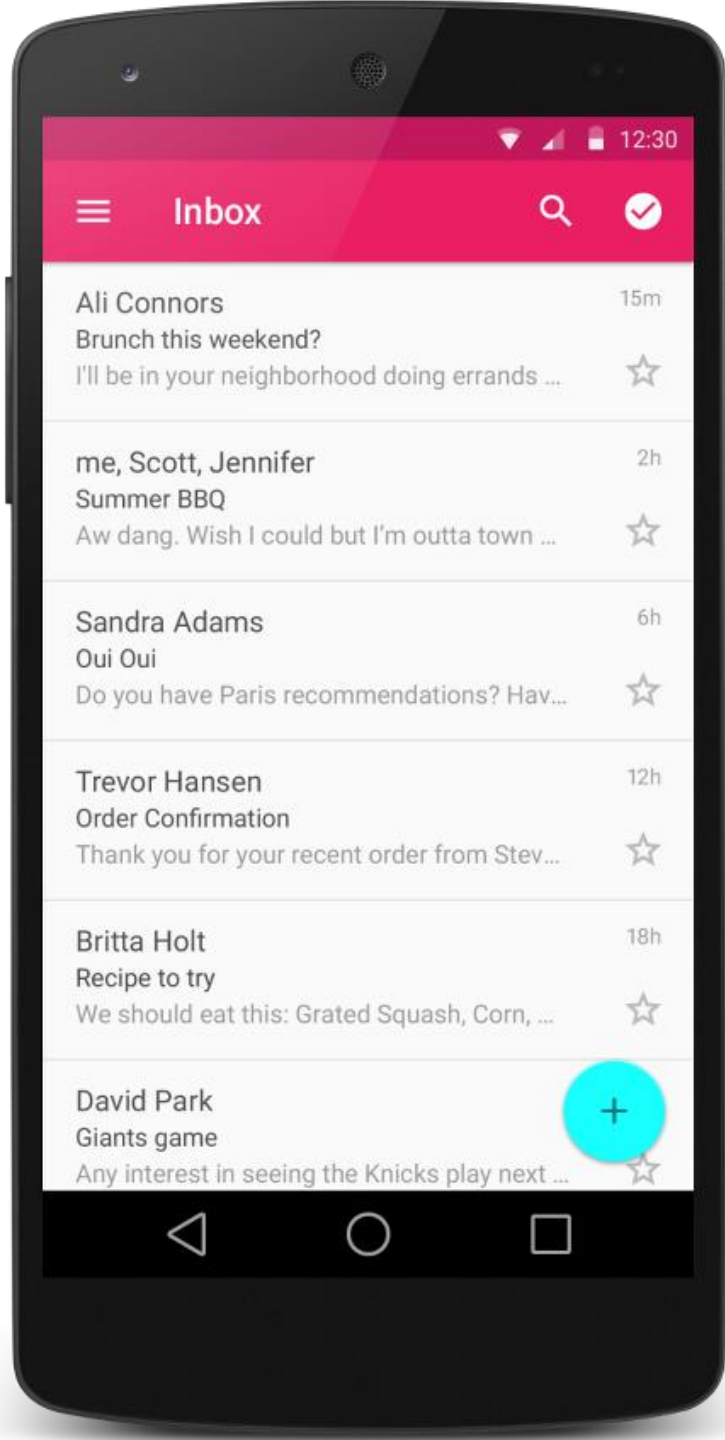 12:30
Inbox
Ali Connors 15m
Brunch this weekend?
I'll be in your neighborhood doing errands ...
me, Scott, Jennifer 2h
Summer BBQ
Aw dang. Wish I could but I'm outta town ...
Sandra Adams 6h
Oui Oui
Do you have Paris recommendations? Hav...
Trevor Hansen 12h
Order Confirmation
Thank you for your recent order from Stev...
Britta Holt 18h
Recipe to try
We should eat this: Grated Squash, Corn, ...
David Park
Giants game
Any interest in seeing the Knicks play next ...